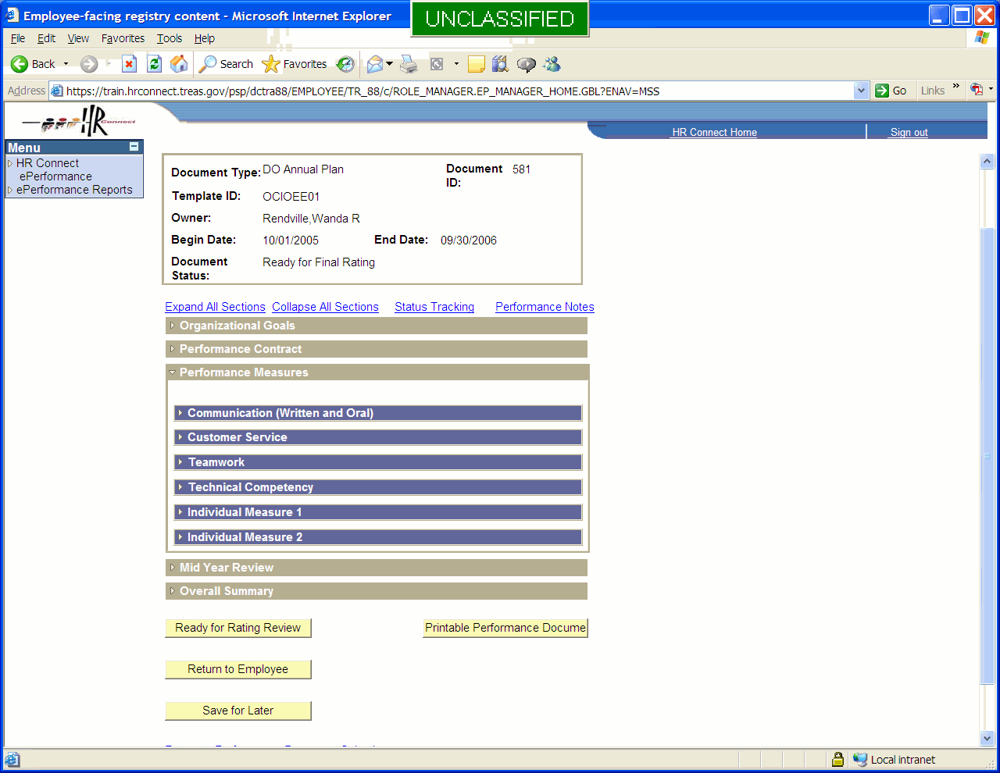 Employee-facing registry content - Microsoft Internet Explorer
UNCLASSIFIED
File Edit View Favorites Tools Help
Back Search Favorites
Address https://train.hrconnect.treas.gov/psp/dctra88/EMPLOYEE/TR_88/c/ROLE_MANAGER.EP_MANAGER_HOME.GBL?ENAV=MSS Go Links »
HR Connect
HR Connect Home Sign out
Menu
HR Connect
ePerformance
ePerformance Reports
Document Type: DO Annual Plan Document ID: 581
Template ID: OCIOEE01
Owner: Rendville,Wanda R
Begin Date: 10/01/2005 End Date: 09/30/2006
Document Status: Ready for Final Rating
Expand All Sections Collapse All Sections Status Tracking Performance Notes
Organizational Goals
Performance Contract
Performance Measures
Communication (Written and Oral)
Customer Service
Teamwork
Technical Competency
Individual Measure 1
Individual Measure 2
Mid Year Review
Overall Summary
Ready for Rating Review Printable Performance Docume
Return to Employee
Save for Later
Local intranet